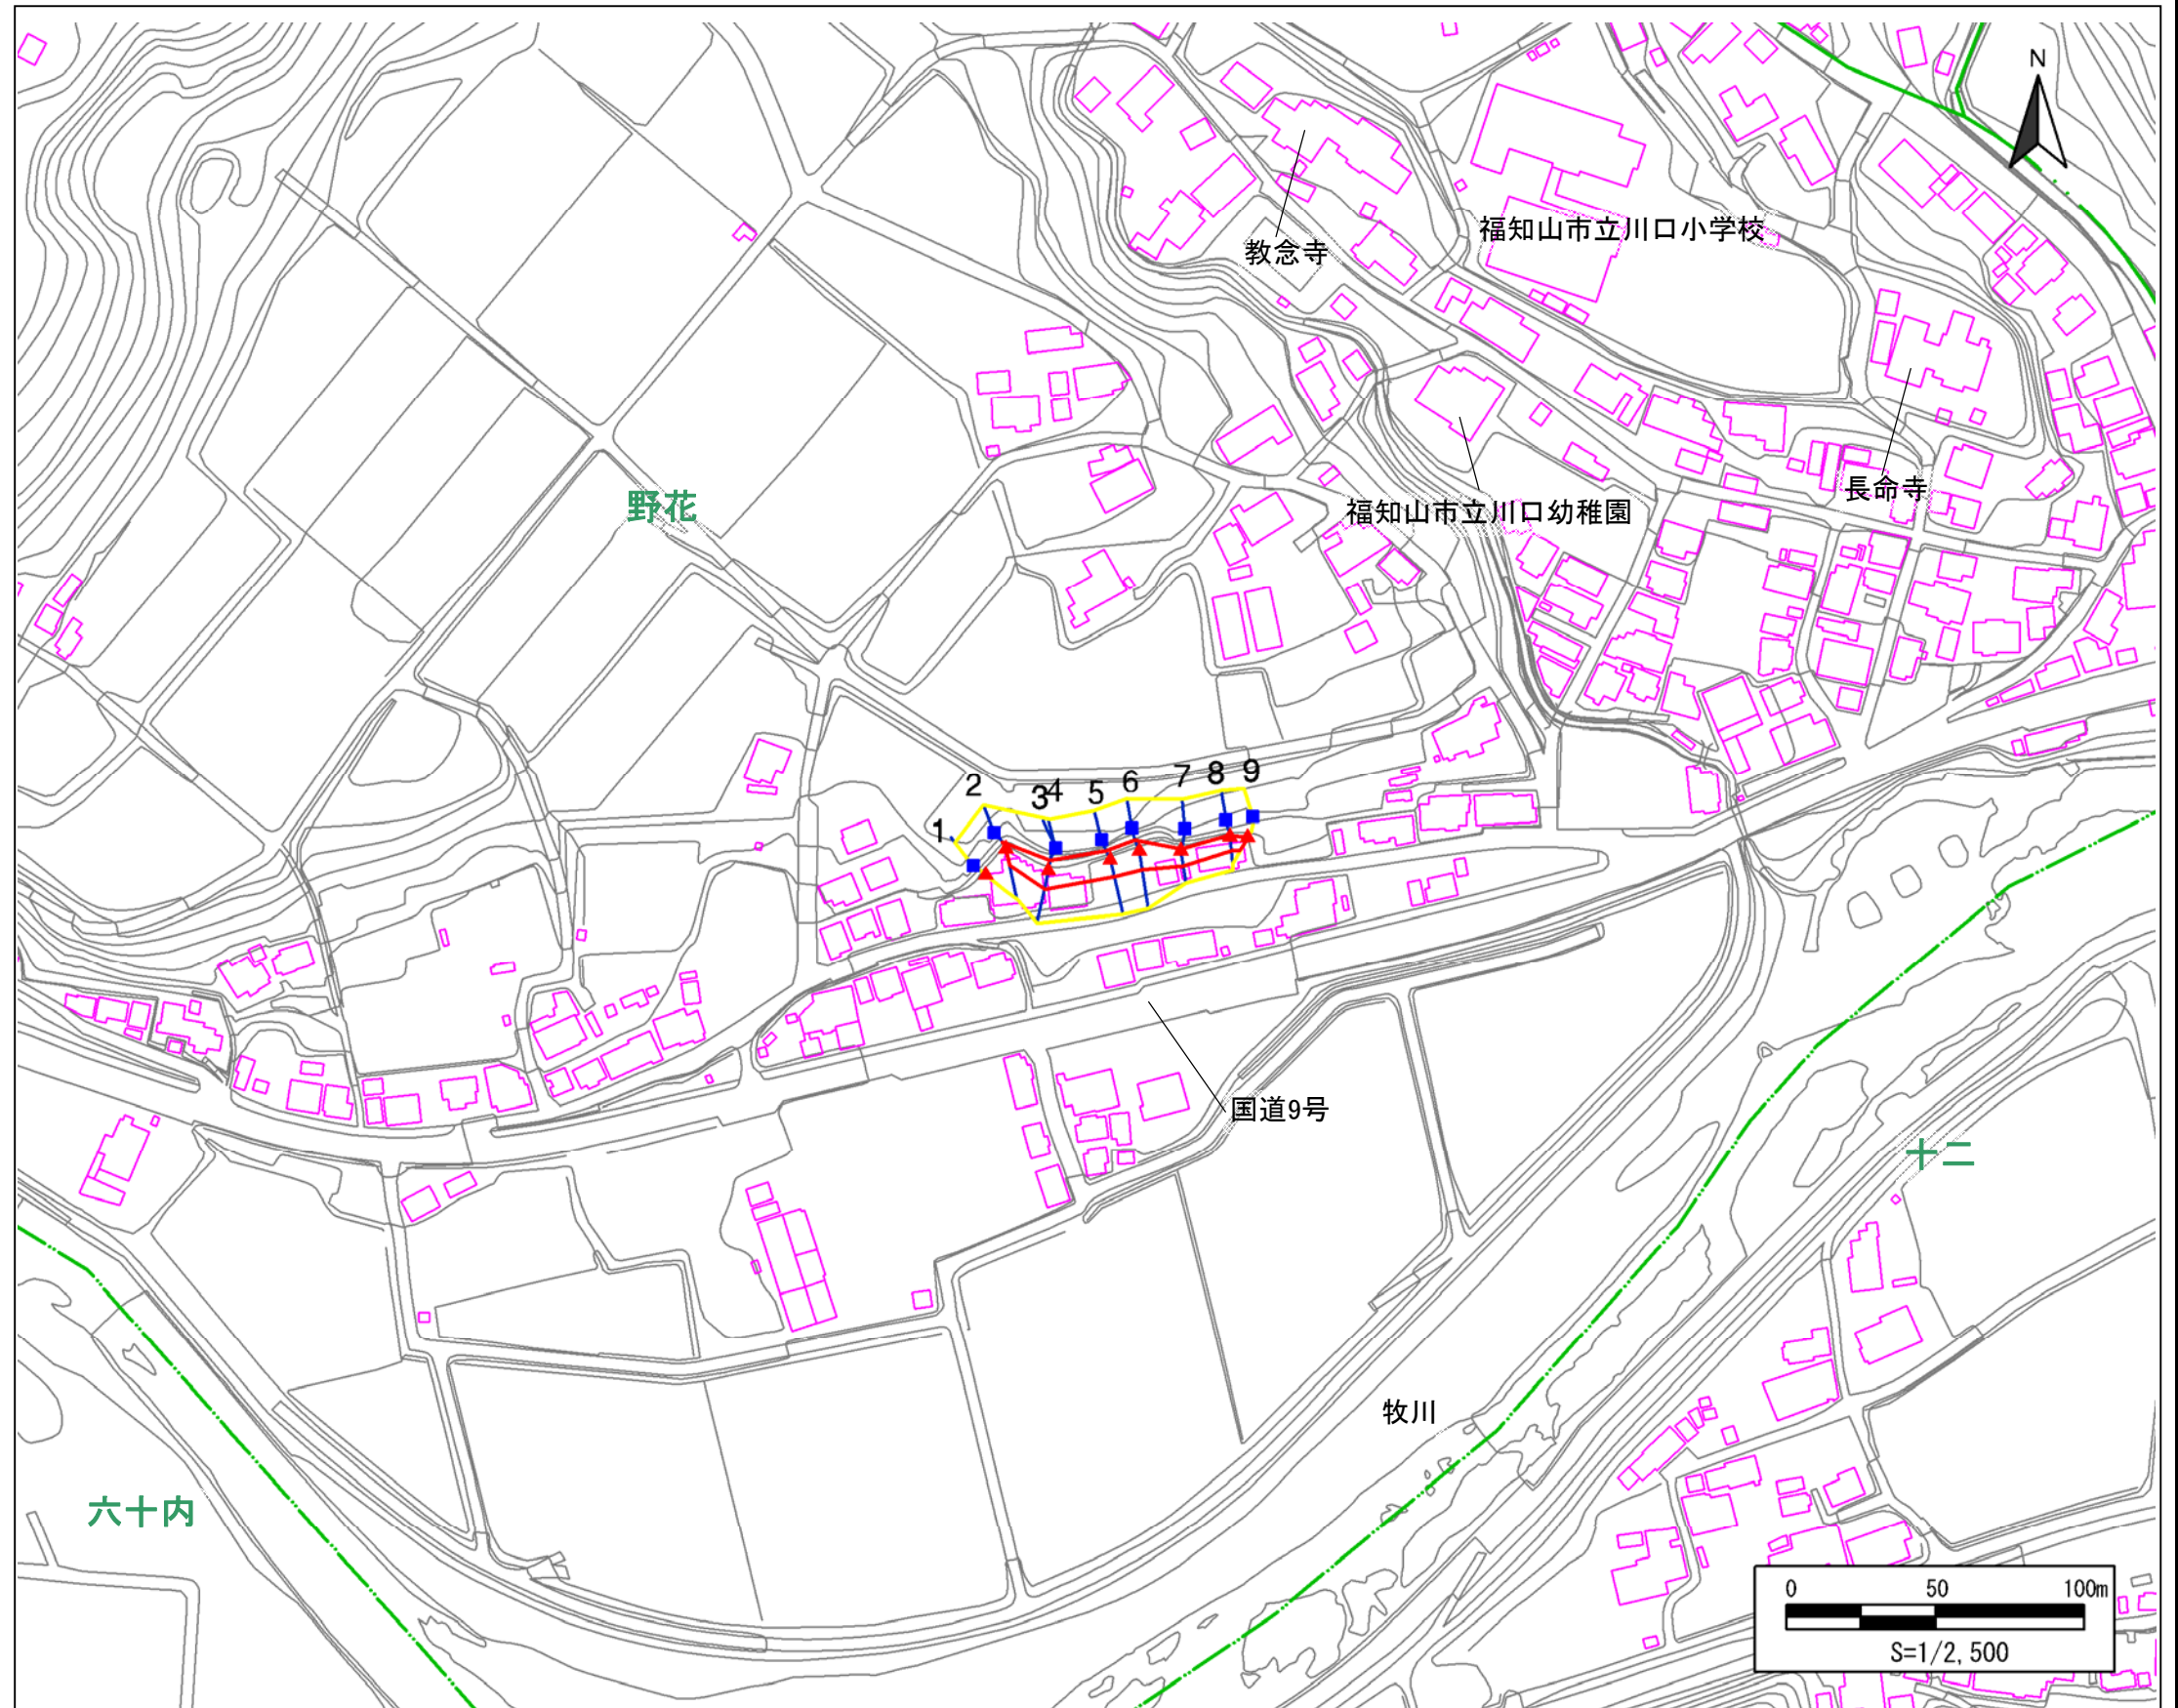 N
福知山市立川口小学校
教念寺
長命寺
野花
福知山市立川口幼稚園
1
2
3
4
5
6
7
8
9
国道9号
十二
牧川
六十内
0 50 100m
S=1/2,500